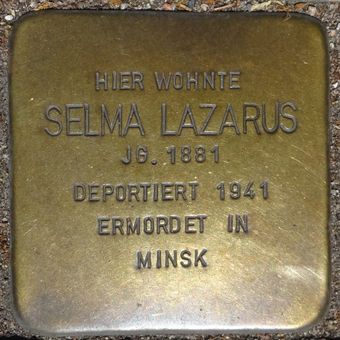 HIER WOHNTE
SELMA LAZARUS
JG. 1881
DEPORTIERT 1941
ERMORDET IN
MINSK